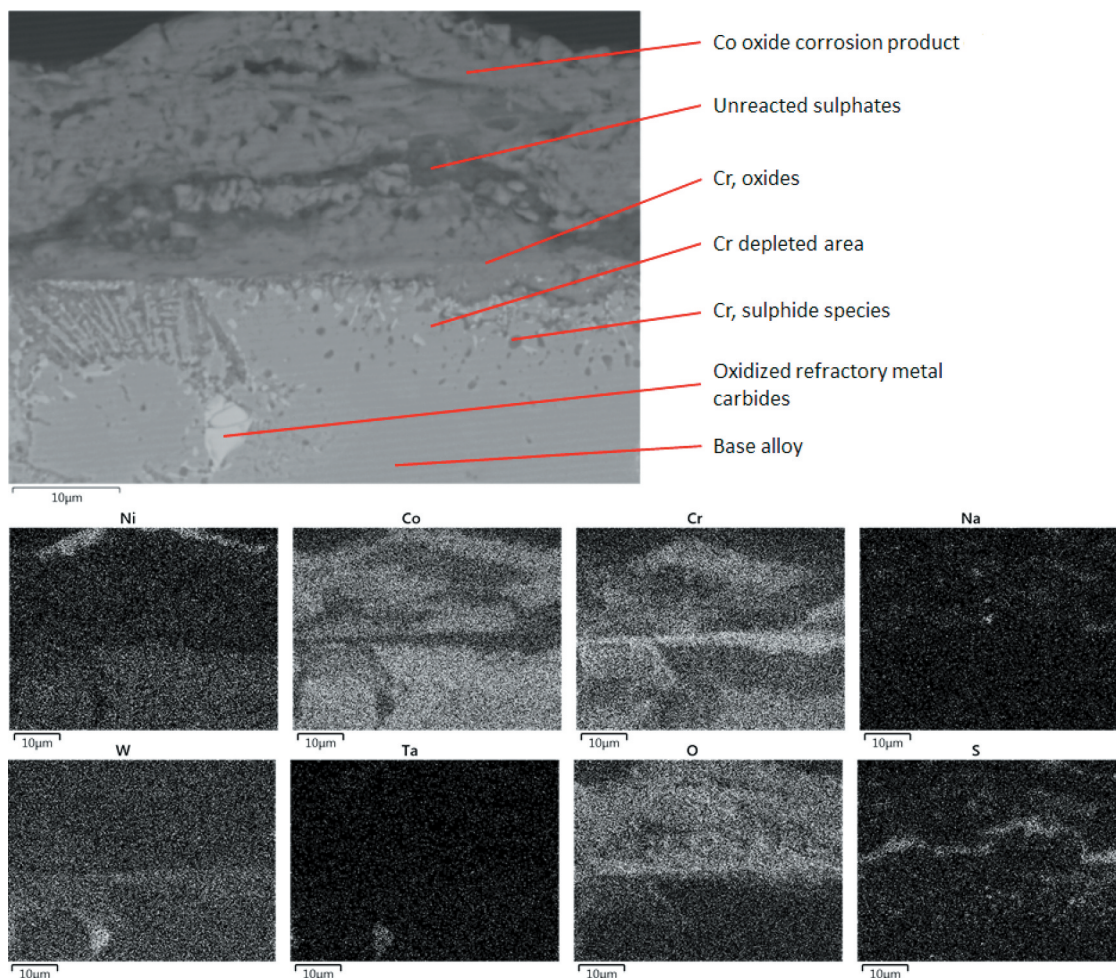 Co oxide corrosion product
Unreacted sulphates
Cr, oxides
Cr depleted area
Cr, sulphide species
Oxidized refractory metal
carbides
Base alloy
10μm
Ni
Co
Cr
Na
10μm
10μm
10μm
10μm
W
Ta
O
S
10μm
10μm
10μm
10μm